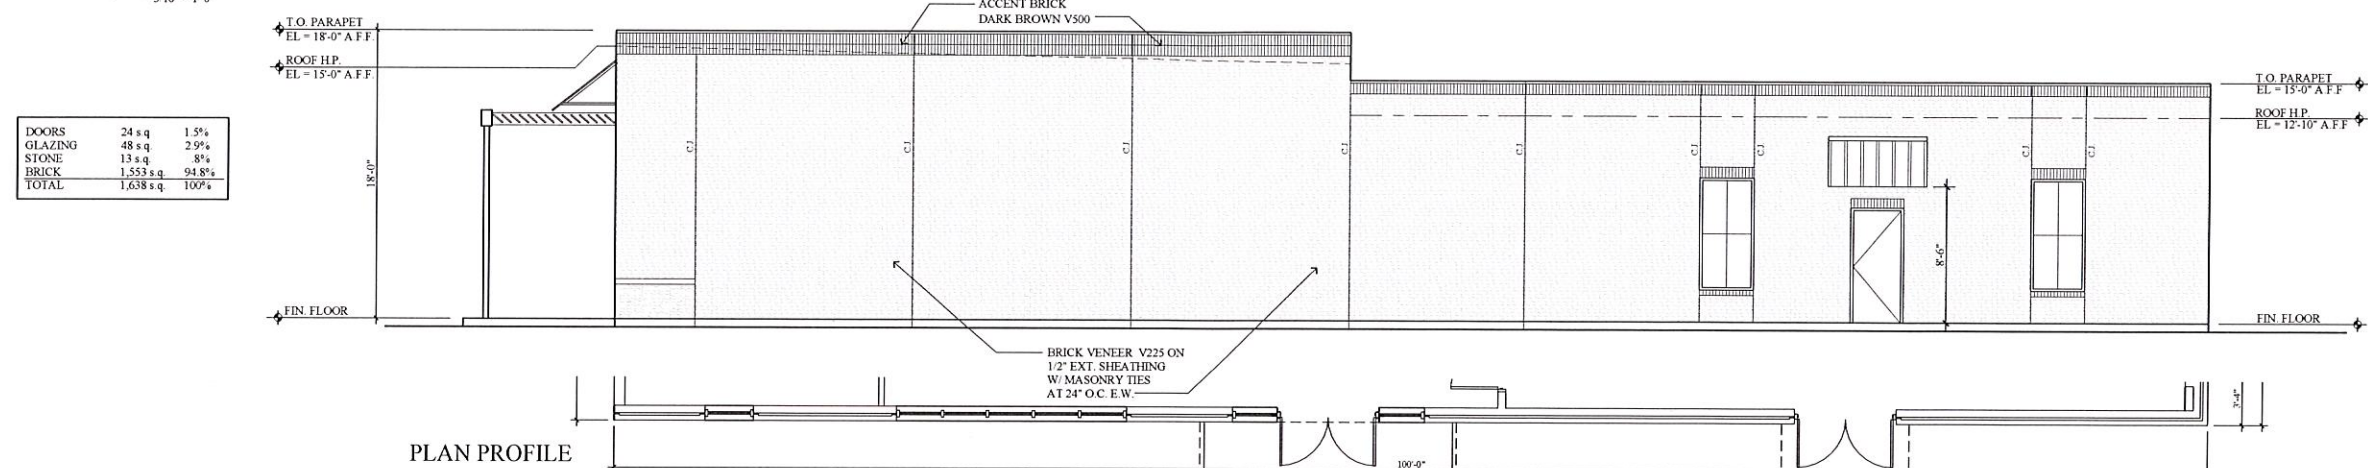 ACCENT BRICK
DARK BROWN V500
T.O. PARAPET
EL = 18'-0" A.F.F.
ROOF H.P.
EL = 15'-0" A.F.F.
T.O. PARAPET
EL = 15'-0" A.F.F
ROOF H.P.
EL = 12'-10" A.F.F
DOORS 24 s.q 1.5%
GLAZING 48 s.q. 2.9%
STONE 13 s.q. .8%
BRICK 1,553 s.q. 94.8%
TOTAL 1,638 s.q. 100%
18'-0"
C.J.
C.J.
C.J.
C.J.
C.J.
C.J.
C.J.
C.J.
C.J.
8'-6"
FIN. FLOOR
FIN. FLOOR
BRICK VENEER V225 ON
1/2" EXT. SHEATHING
W/ MASONRY TIES
AT 24" O.C. E.W.
3'-4"
PLAN PROFILE
100'-0"